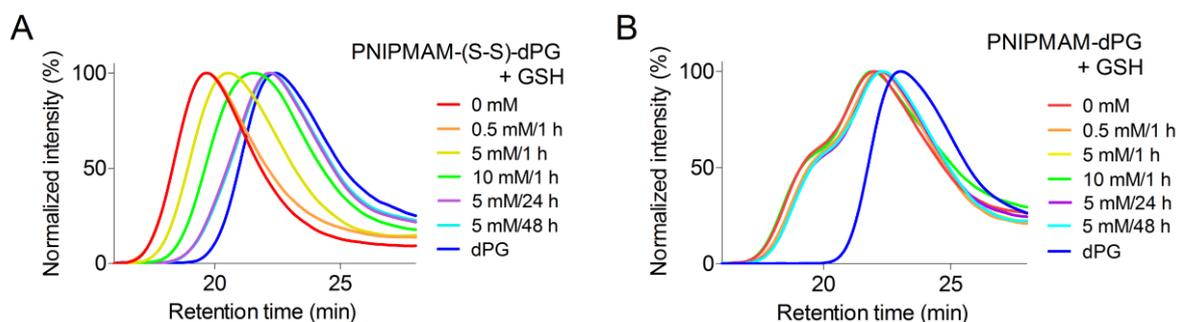 A
PNIPMAM-(S-S)-dPG
+ GSH
Normalized intensity (%)
100
50
0
20
25
Retention time (min)
0 mM
0.5 mM/1 h
5 mM/1 h
10 mM/1 h
5 mM/24 h
5 mM/48 h
dPG
B
PNIPMAM-dPG
+ GSH
Normalized intensity (%)
100
50
0
20
25
Retention time (min)
0 mM
0.5 mM/1 h
5 mM/1 h
10 mM/1 h
5 mM/24 h
5 mM/48 h
dPG